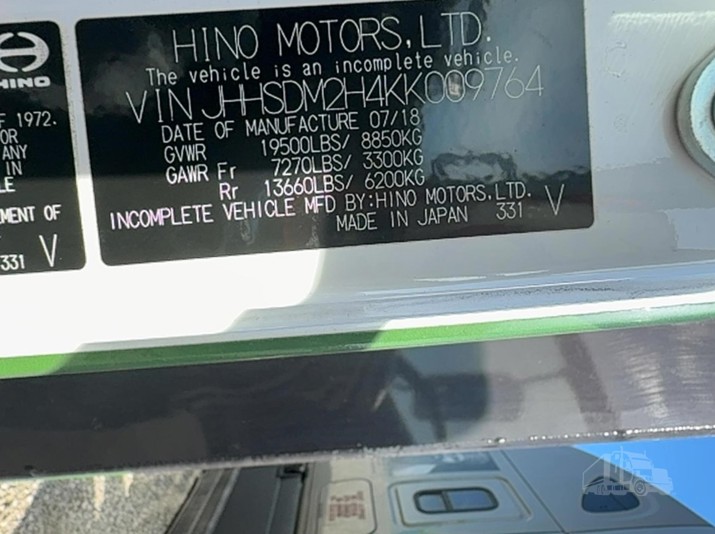 HINO
F 1972.
OR
ANY
IN
LE
EMENT OF
331 V
HINO MOTORS, LTD.
The vehicle is an incomplete vehicle.
VIN JHHSDM2H4KK009764
DATE OF MANUFACTURE 07/18
GVWR 19500LBS/ 8850KG
GAWR Fr 7270LBS/ 3300KG
Rr 13660LBS/ 6200KG
INCOMPLETE VEHICLE MFD BY:HINO MOTORS,LTD.
MADE IN JAPAN 331 V